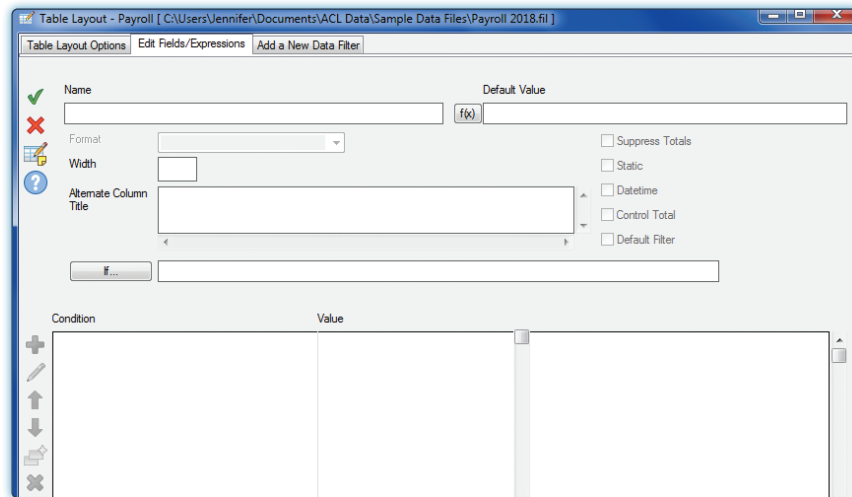 Table Layout - Payroll [ C:\Users\Jennifer\Documents\ACL Data\Sample Data Files\Payroll 2018.fil ]
Table Layout Options Edit Fields/Expressions Add a New Data Filter
Name Default Value
f(x)
Format Suppress Totals
Width Static
Alternate Column Title Datetime
Control Total
Default Filter
If...
Condition Value